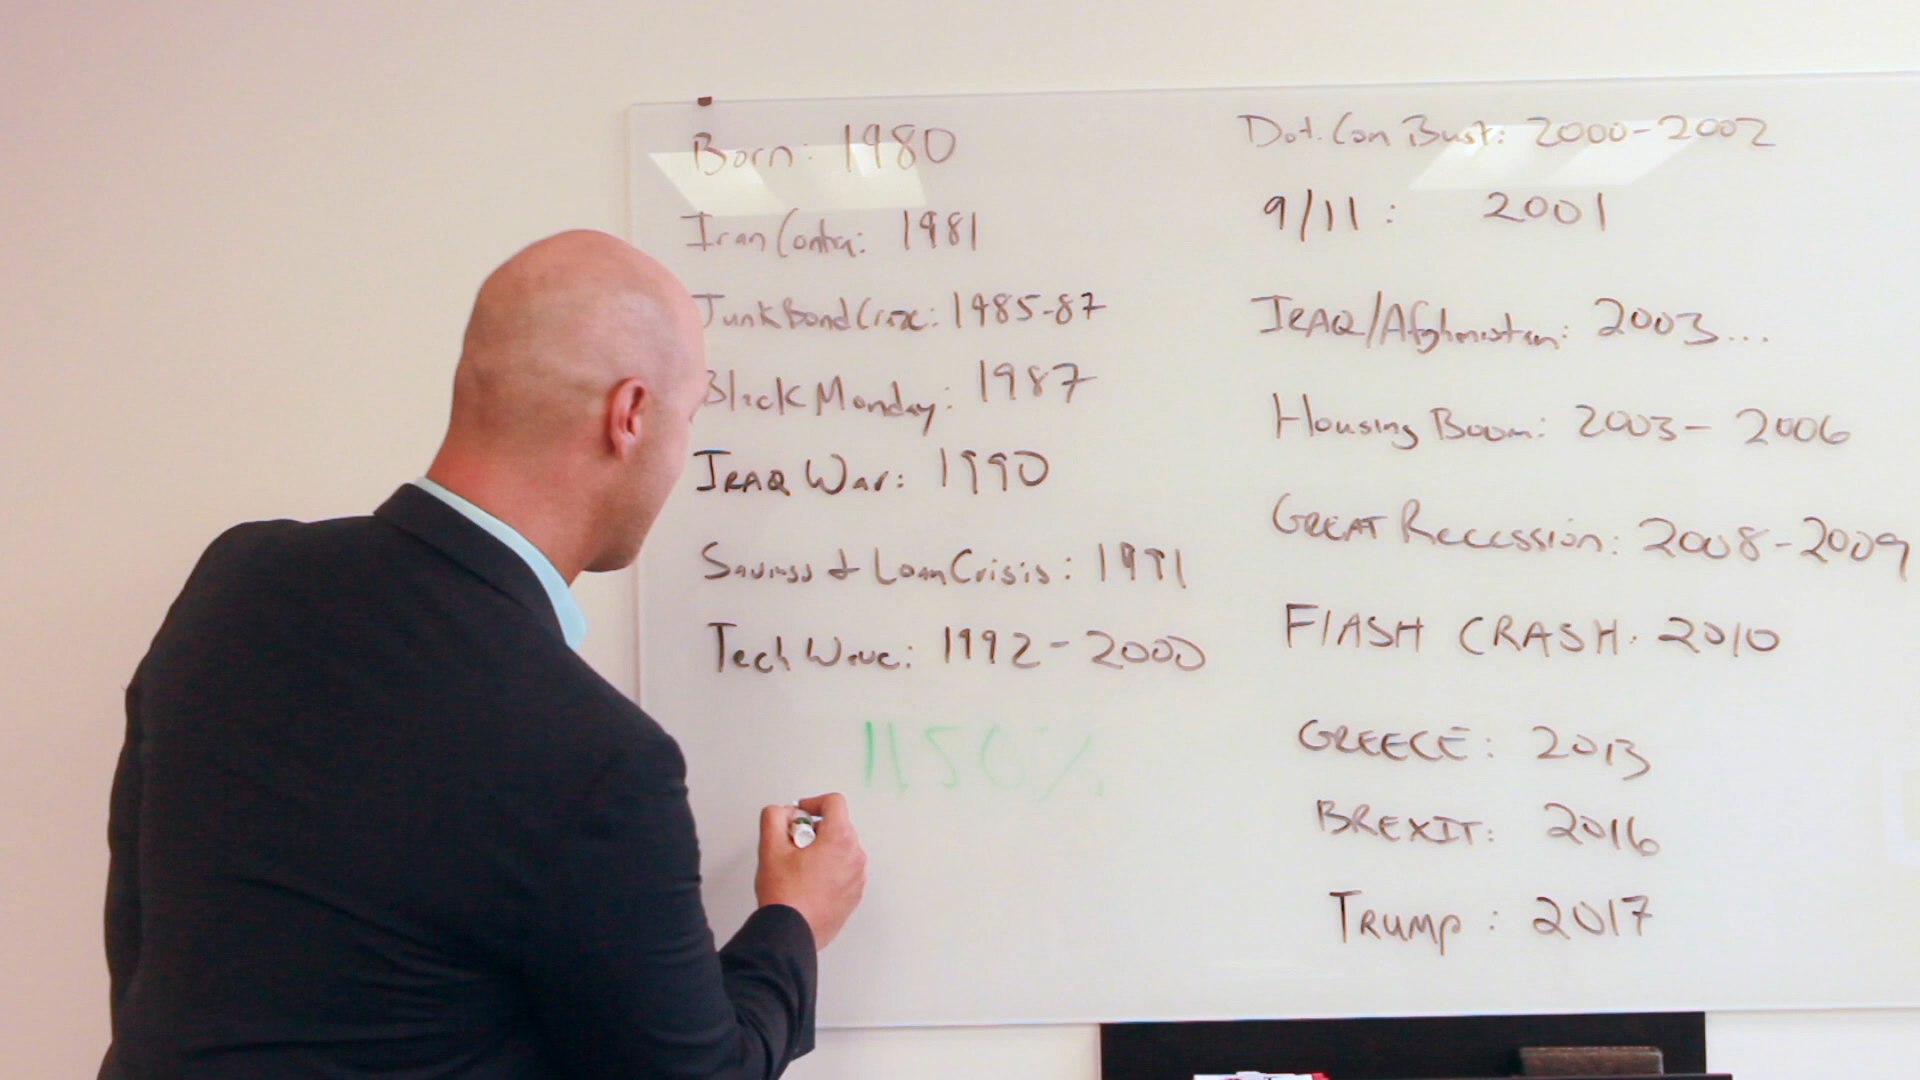 Born: 1980
Iran Contra: 1981
Junk Bond Craze: 1985-87
Black Monday: 1987
IRAQ War: 1990
Savings & Loan Crisis: 1991
Tech Wave: 1992-2000
1150%
Dot.Com Bust: 2000-2002
9/11: 2001
IRAQ/Afghanistan: 2003...
Housing Boom: 2003-2006
GREAT Recession: 2008-2009
FlASH CRASH: 2010
GREECE: 2013
BREXIT: 2016
TRUMP: 2017